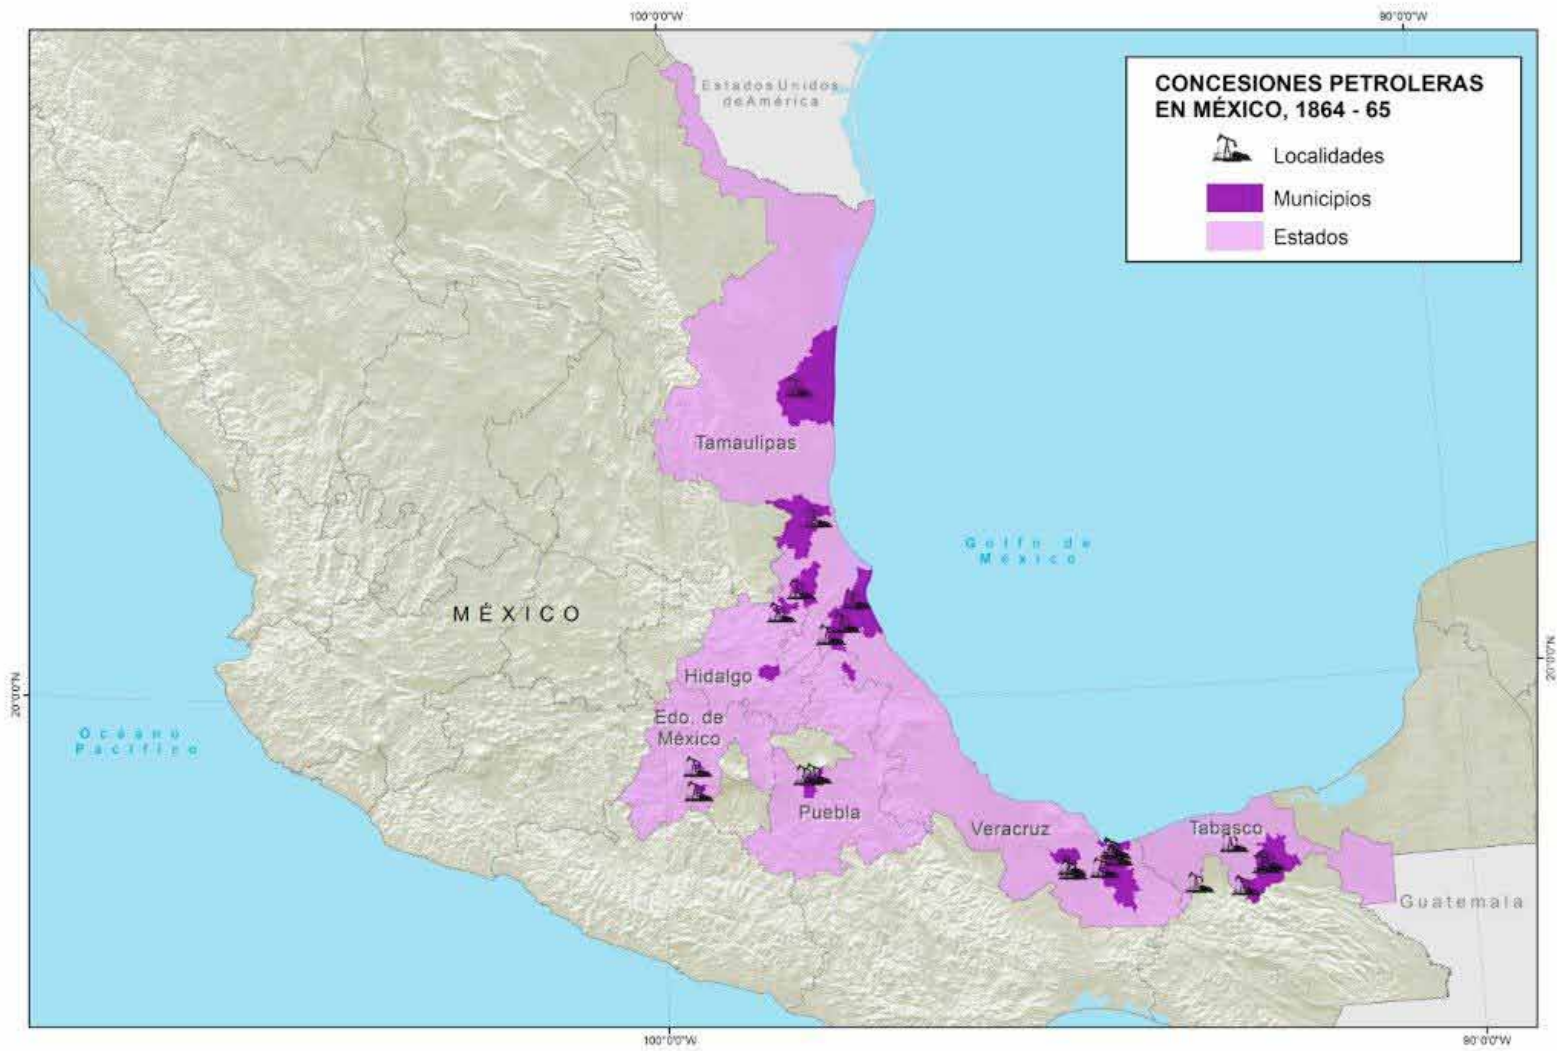 100°0'0"W
90°0'0"W
Estados Unidos
de América
CONCESIONES PETROLERAS
EN MÉXICO, 1864 - 65
Localidades
Municipios
Estados
Tamaulipas
Golfo de
México
MÉXICO
Hidalgo
20°0'0"N
20°0'0"N
Edo. de
México
Océano
Pacífico
Puebla
Veracruz
Tabasco
Guatemala
100°0'0"W
90°0'0"W